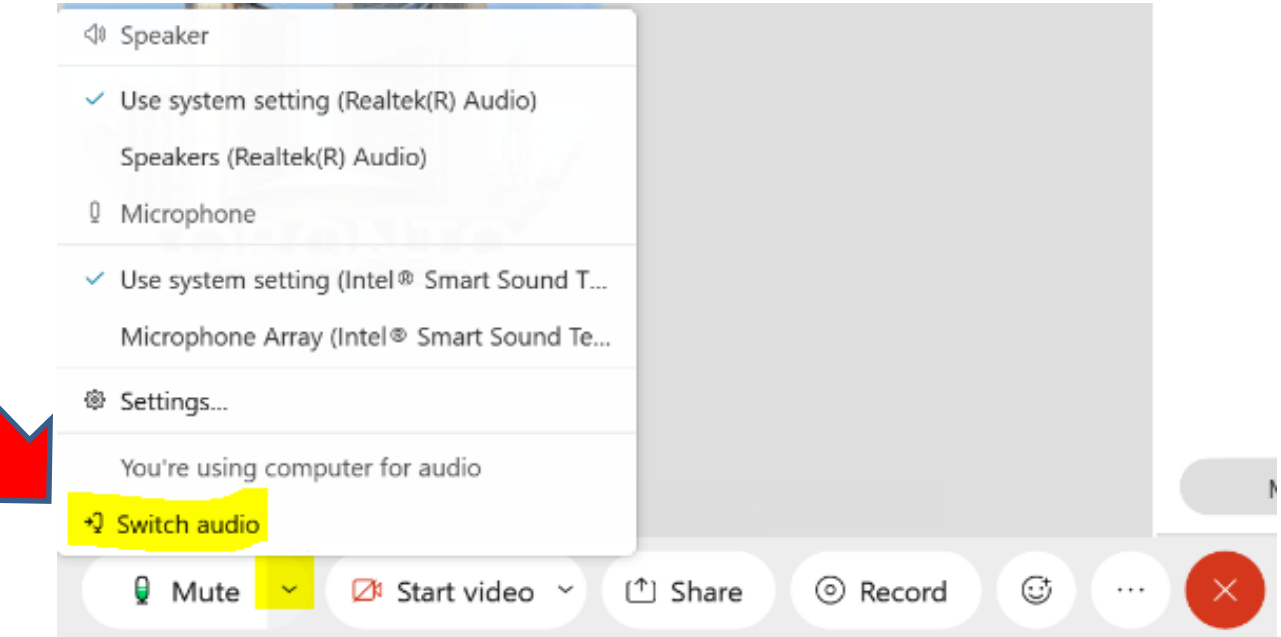 Speaker
Use system setting (Realtek(R) Audio)
Speakers (Realtek(R) Audio)
Microphone
Use system setting (Intel® Smart Sound T...
Microphone Array (Intel® Smart Sound Te...
Settings...
You're using computer for audio
Switch audio
Mute Start video Share Record